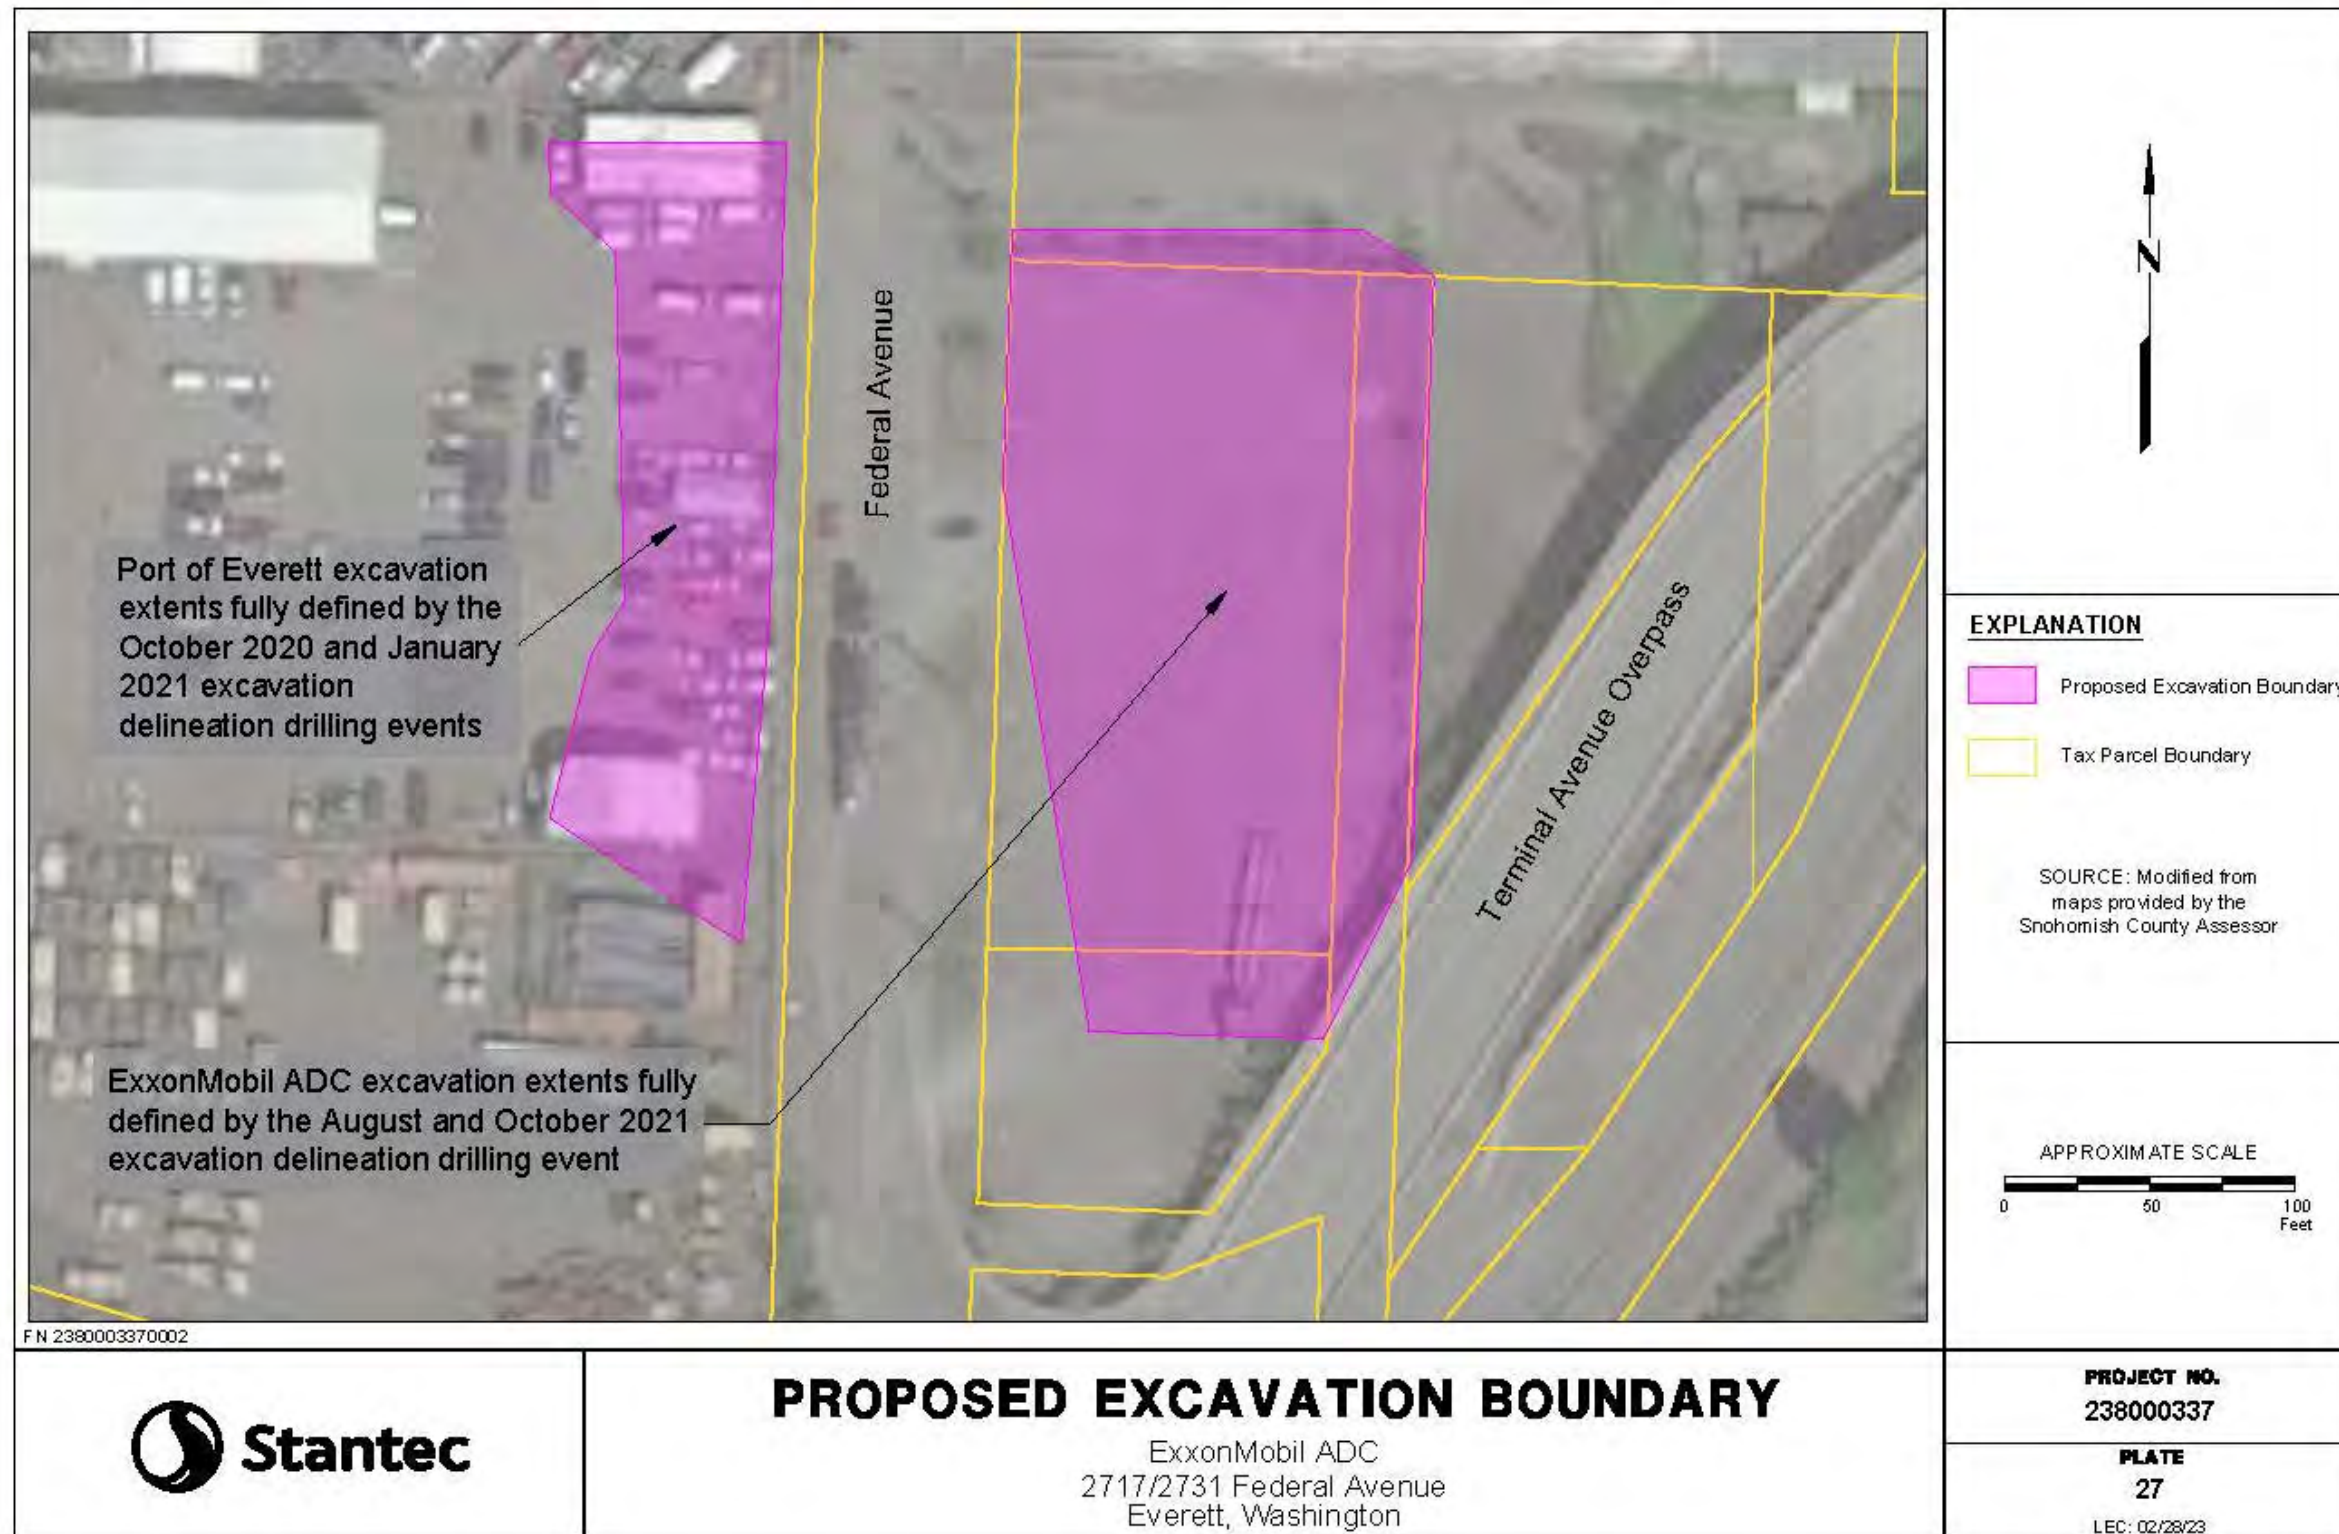 Federal Avenue
Port of Everett excavation
extents fully defined by the
October 2020 and January
2021 excavation
delineation drilling events
Terminal Avenue Overpass
ExxonMobil ADC excavation extents fully
defined by the August and October 2021
excavation delineation drilling event
N
EXPLANATION
Proposed Excavation Boundary
Tax Parcel Boundary
SOURCE: Modified from
maps provided by the
Snohomish County Assessor
APPROXIMATE SCALE
0 50 100
Feet
FN 2380003370002
Stantec
PROPOSED EXCAVATION BOUNDARY
ExxonMobil ADC
2717/2731 Federal Avenue
Everett, Washington
PROJECT NO.
238000337
PLATE
27
LEC: 02/28/23